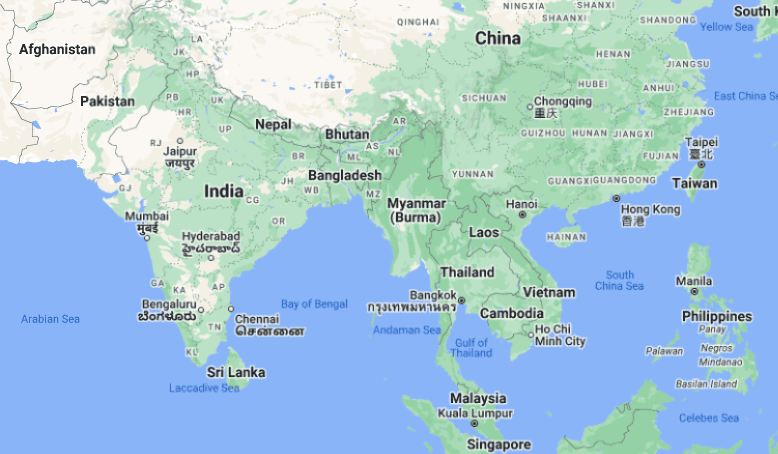 NINGXIA
SHANXI
South K
QINGHAI
SHAANXI
SHANDONG
Yellow Sea
LA
China
Afghanistan
JK
HENAN
JIANGSU
HP
TIBET
HUBEI
ANHUI
East China Se
Pakistan
PB
UK
SICHUAN
Chongqing
重庆
HR
ZHEJIANG
Nepal
Bhutan
AR
UP
GUIZHOU
HUNAN
JIANGXI
RJ
Jaipur
जयपुर
AS
NL
Taipei
臺北
BR
ML
FUJIAN
Bangladesh
YUNNAN
GJ
India
JH
WB
MZ
GUANGXI
GUANGDONG
Taiwan
CG
Myanmar
(Burma)
Hanoi
Hong Kong
香港
Mumbai
मुंबई
OR
Laos
HAINAN
Hyderabad
హైదరాబాద్
Thailand
South
China Sea
Manila
GA
KA
AP
Bangkok
กรุงเทพมหานคร
Vietnam
Bengaluru
ಬೆಂಗಳೂರು
Bay of Bengal
Arabian Sea
Chennai
சென்னை
Cambodia
Philippines
TN
Andaman Sea
Ho Chi
Minh City
Panay
Gulf of
Thailand
Negros
KL
Palawan
Mindanao
Sri Lanka
Basilan Island
Laccadive Sea
Malaysia
Kuala Lumpur
Celebes Sea
Singapore